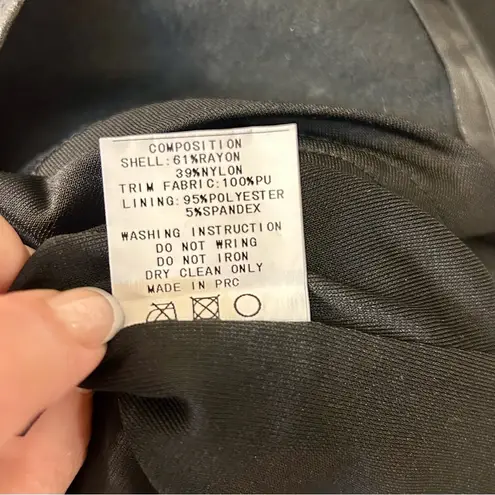 COMPOSITION
SHELL:61%RAYON
39%NYLON
TRIM FABRIC:100%PU
LINING:95%POLYESTER
5%SPANDEX
WASHING INSTRUCTION
DO NOT WRING
DO NOT IRON
DRY CLEAN ONLY
MADE IN PRC